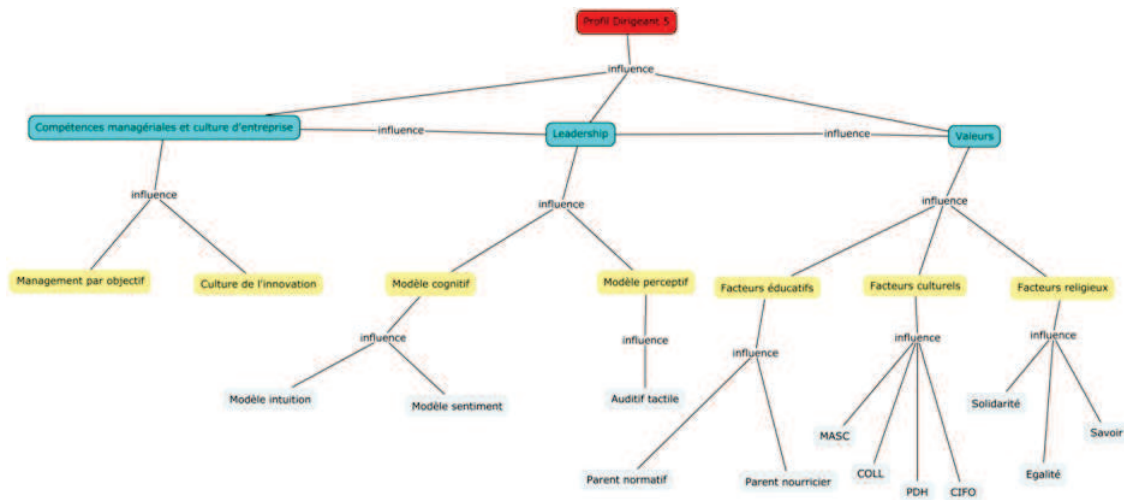 Profil Dirigeant 5
influence
Compétences managériales et culture d'entreprise
influence
Leadership
influence
Valeurs
influence
influence
influence
Management par objectif
Culture de l'innovation
Modèle cognitif
Modèle perceptif
Facteurs éducatifs
Facteurs culturels
Facteurs religieux
influence
influence
influence
influence
influence
Modèle intuition
Modèle sentiment
Auditif tactile
Solidarité
MASC
Savoir
COLL
Parent normatif
Parent nourricier
Egalité
PDH
CIFO